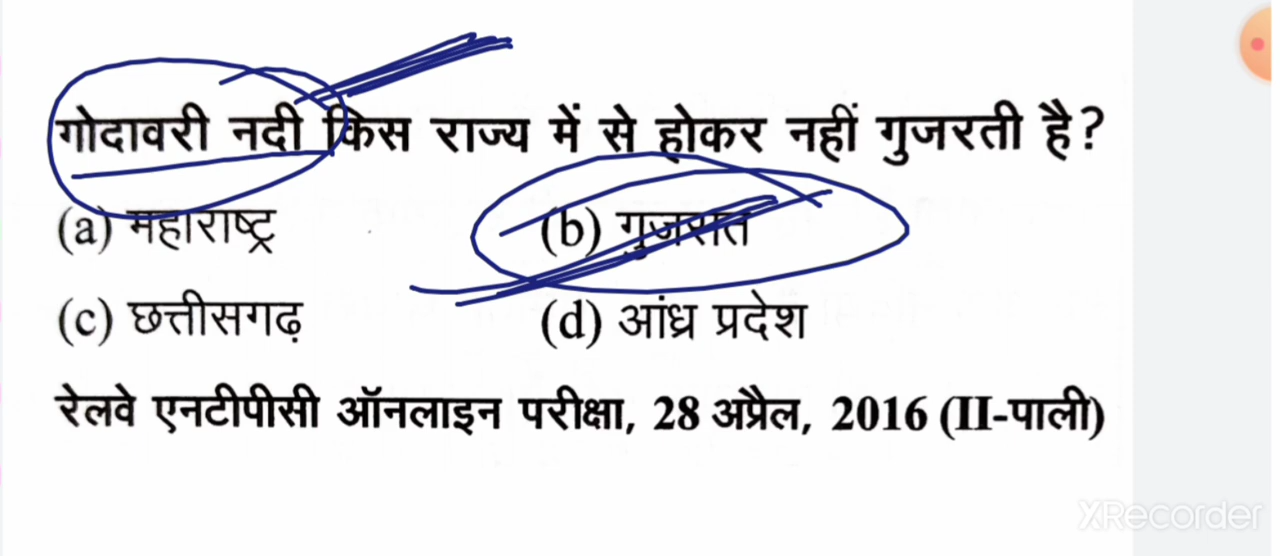 गोदावरी नदी किस राज्य में से होकर नहीं गुजरती है?
(a) महाराष्ट्र (b) गुजरात
(c) छत्तीसगढ़ (d) आंध्र प्रदेश
रेलवे एनटीपीसी ऑनलाइन परीक्षा, 28 अप्रैल, 2016 (II-पाली)
XRecorder